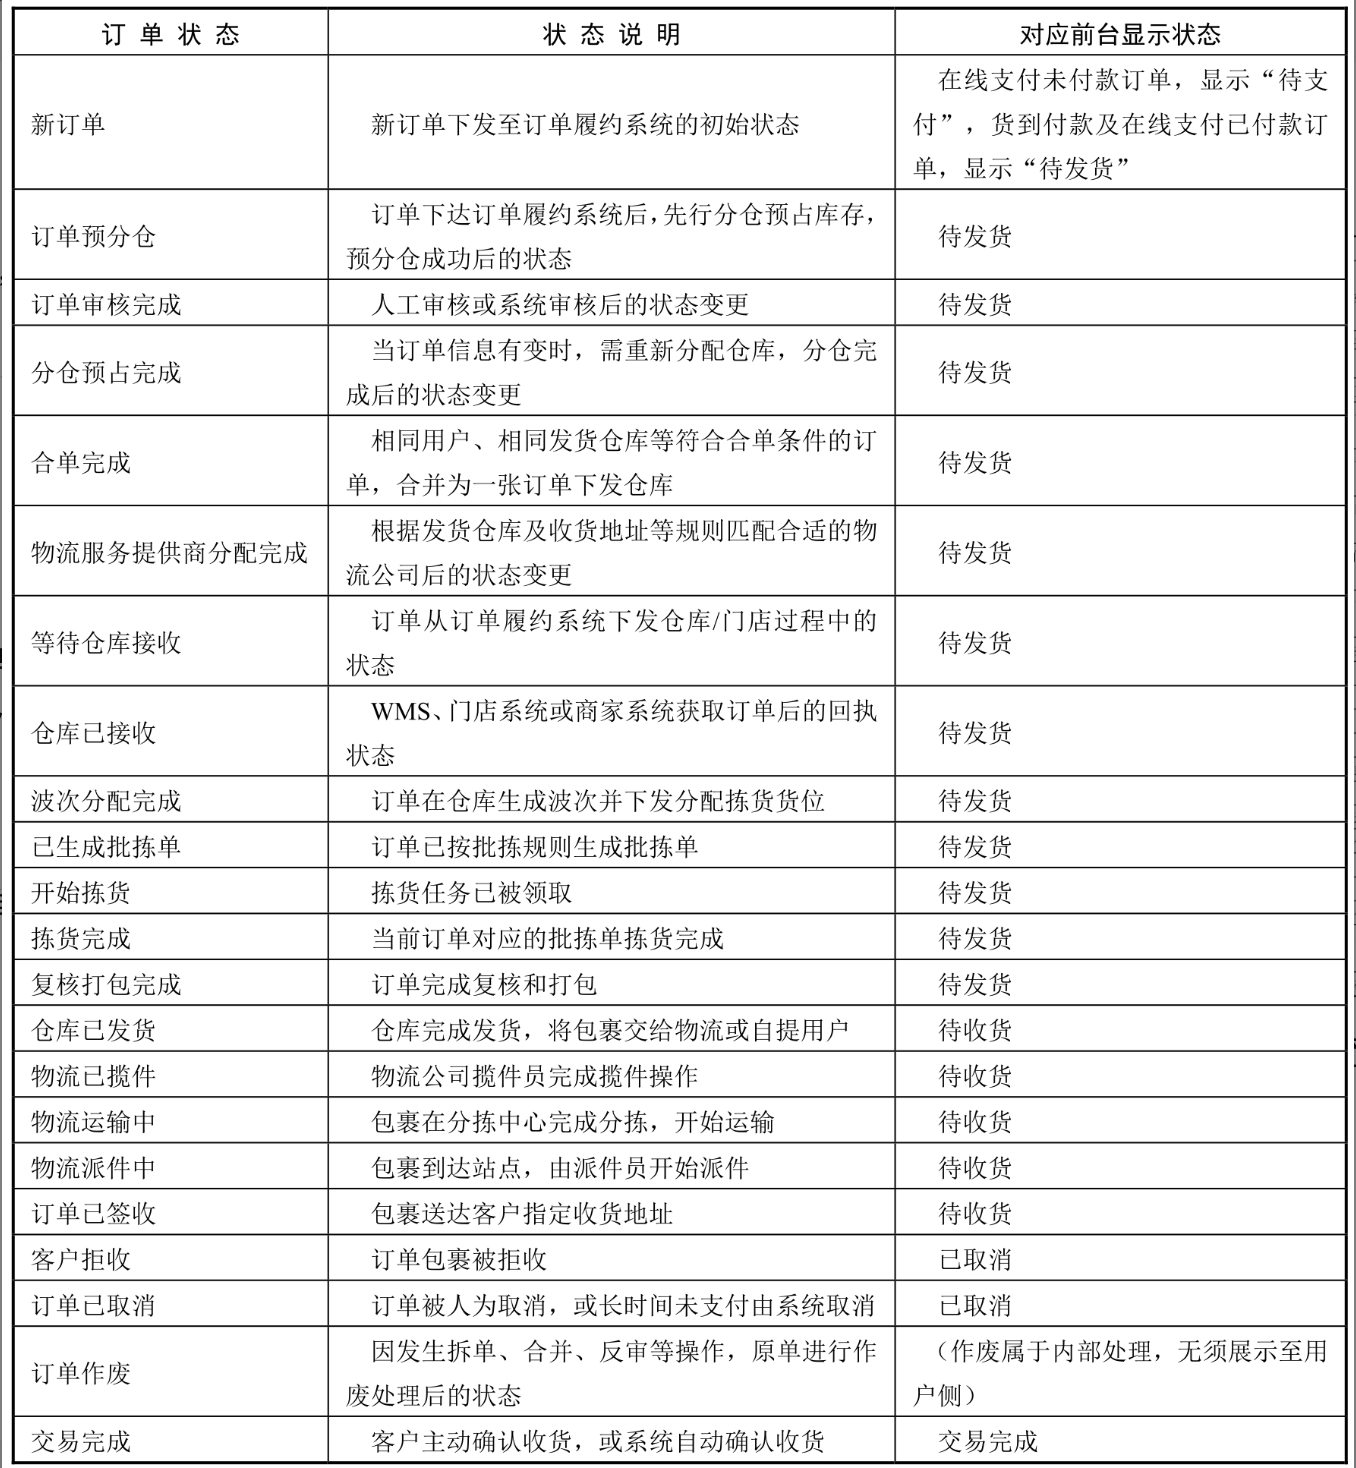 订单状态
状态说明
对应前台显示状态
新订单
新订单下发至订单履约系统的初始状态
在线支付未付款订单，显示“待支
付”，货到付款及在线支付已付款订
单，显示“待发货”
订单预分仓
订单下达订单履约系统后，先行分仓预占库存，
预分仓成功后的状态
待发货
订单审核完成
人工审核或系统审核后的状态变更
待发货
分仓预占完成
当订单信息有变时，需重新分配仓库，分仓完
成后的状态变更
待发货
合单完成
相同用户、相同发货仓库等符合合单条件的订
单，合并为一张订单下发仓库
待发货
物流服务提供商分配完成
根据发货仓库及收货地址等规则匹配合适的物
流公司后的状态变更
待发货
等待仓库接收
订单从订单履约系统下发仓库/门店过程中的
状态
待发货
仓库已接收
WMS、门店系统或商家系统获取订单后的回执
状态
待发货
波次分配完成
订单在仓库生成波次并下发分配拣货货位
待发货
已生成批拣单
订单已按批拣规则生成批拣单
待发货
开始拣货
拣货任务已被领取
待发货
拣货完成
当前订单对应的批拣单拣货完成
待发货
复核打包完成
订单完成复核和打包
待发货
仓库已发货
仓库完成发货，将包裹交给物流或自提用户
待收货
物流已揽件
物流公司揽件员完成揽件操作
待收货
物流运输中
包裹在分拣中心完成分拣，开始运输
待收货
物流派件中
包裹到达站点，由派件员开始派件
待收货
订单已签收
包裹送达客户指定收货地址
待收货
客户拒收
订单包裹被拒收
已取消
订单已取消
订单被人为取消，或长时间未支付由系统取消
已取消
订单作废
因发生拆单、合并、反审等操作，原单进行作
废处理后的状态
（作废属于内部处理，无须展示至用
户侧）
交易完成
客户主动确认收货，或系统自动确认收货
交易完成